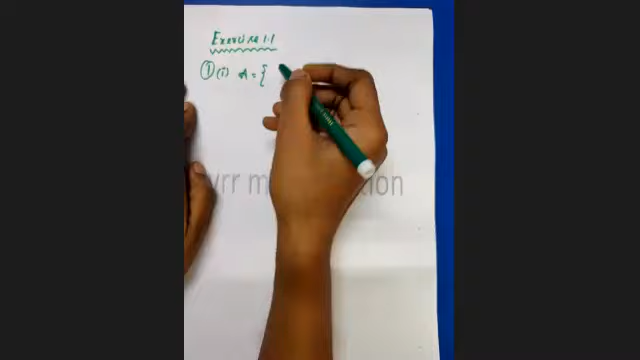 Exercise 1.1
① (i) A = {